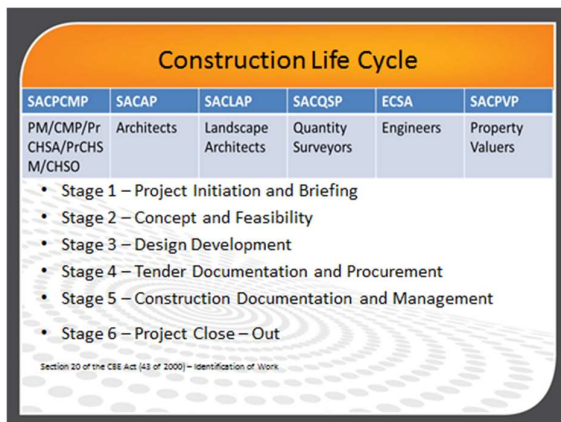 Construction Life Cycle
SACPCMP SACAP SACLAP SACQSP ECSA SACPVP
PM/CMP/Pr Architects Landscape Quantity Engineers Property
CHSA/PrCHS Architects Surveyors Valuers
M/CHSO
• Stage 1 – Project Initiation and Briefing
• Stage 2 – Concept and Feasibility
• Stage 3 – Design Development
• Stage 4 – Tender Documentation and Procurement
• Stage 5 – Construction Documentation and Management
• Stage 6 – Project Close – Out
Section 20 of the CBE Act (43 of 2000) – Identification of Work